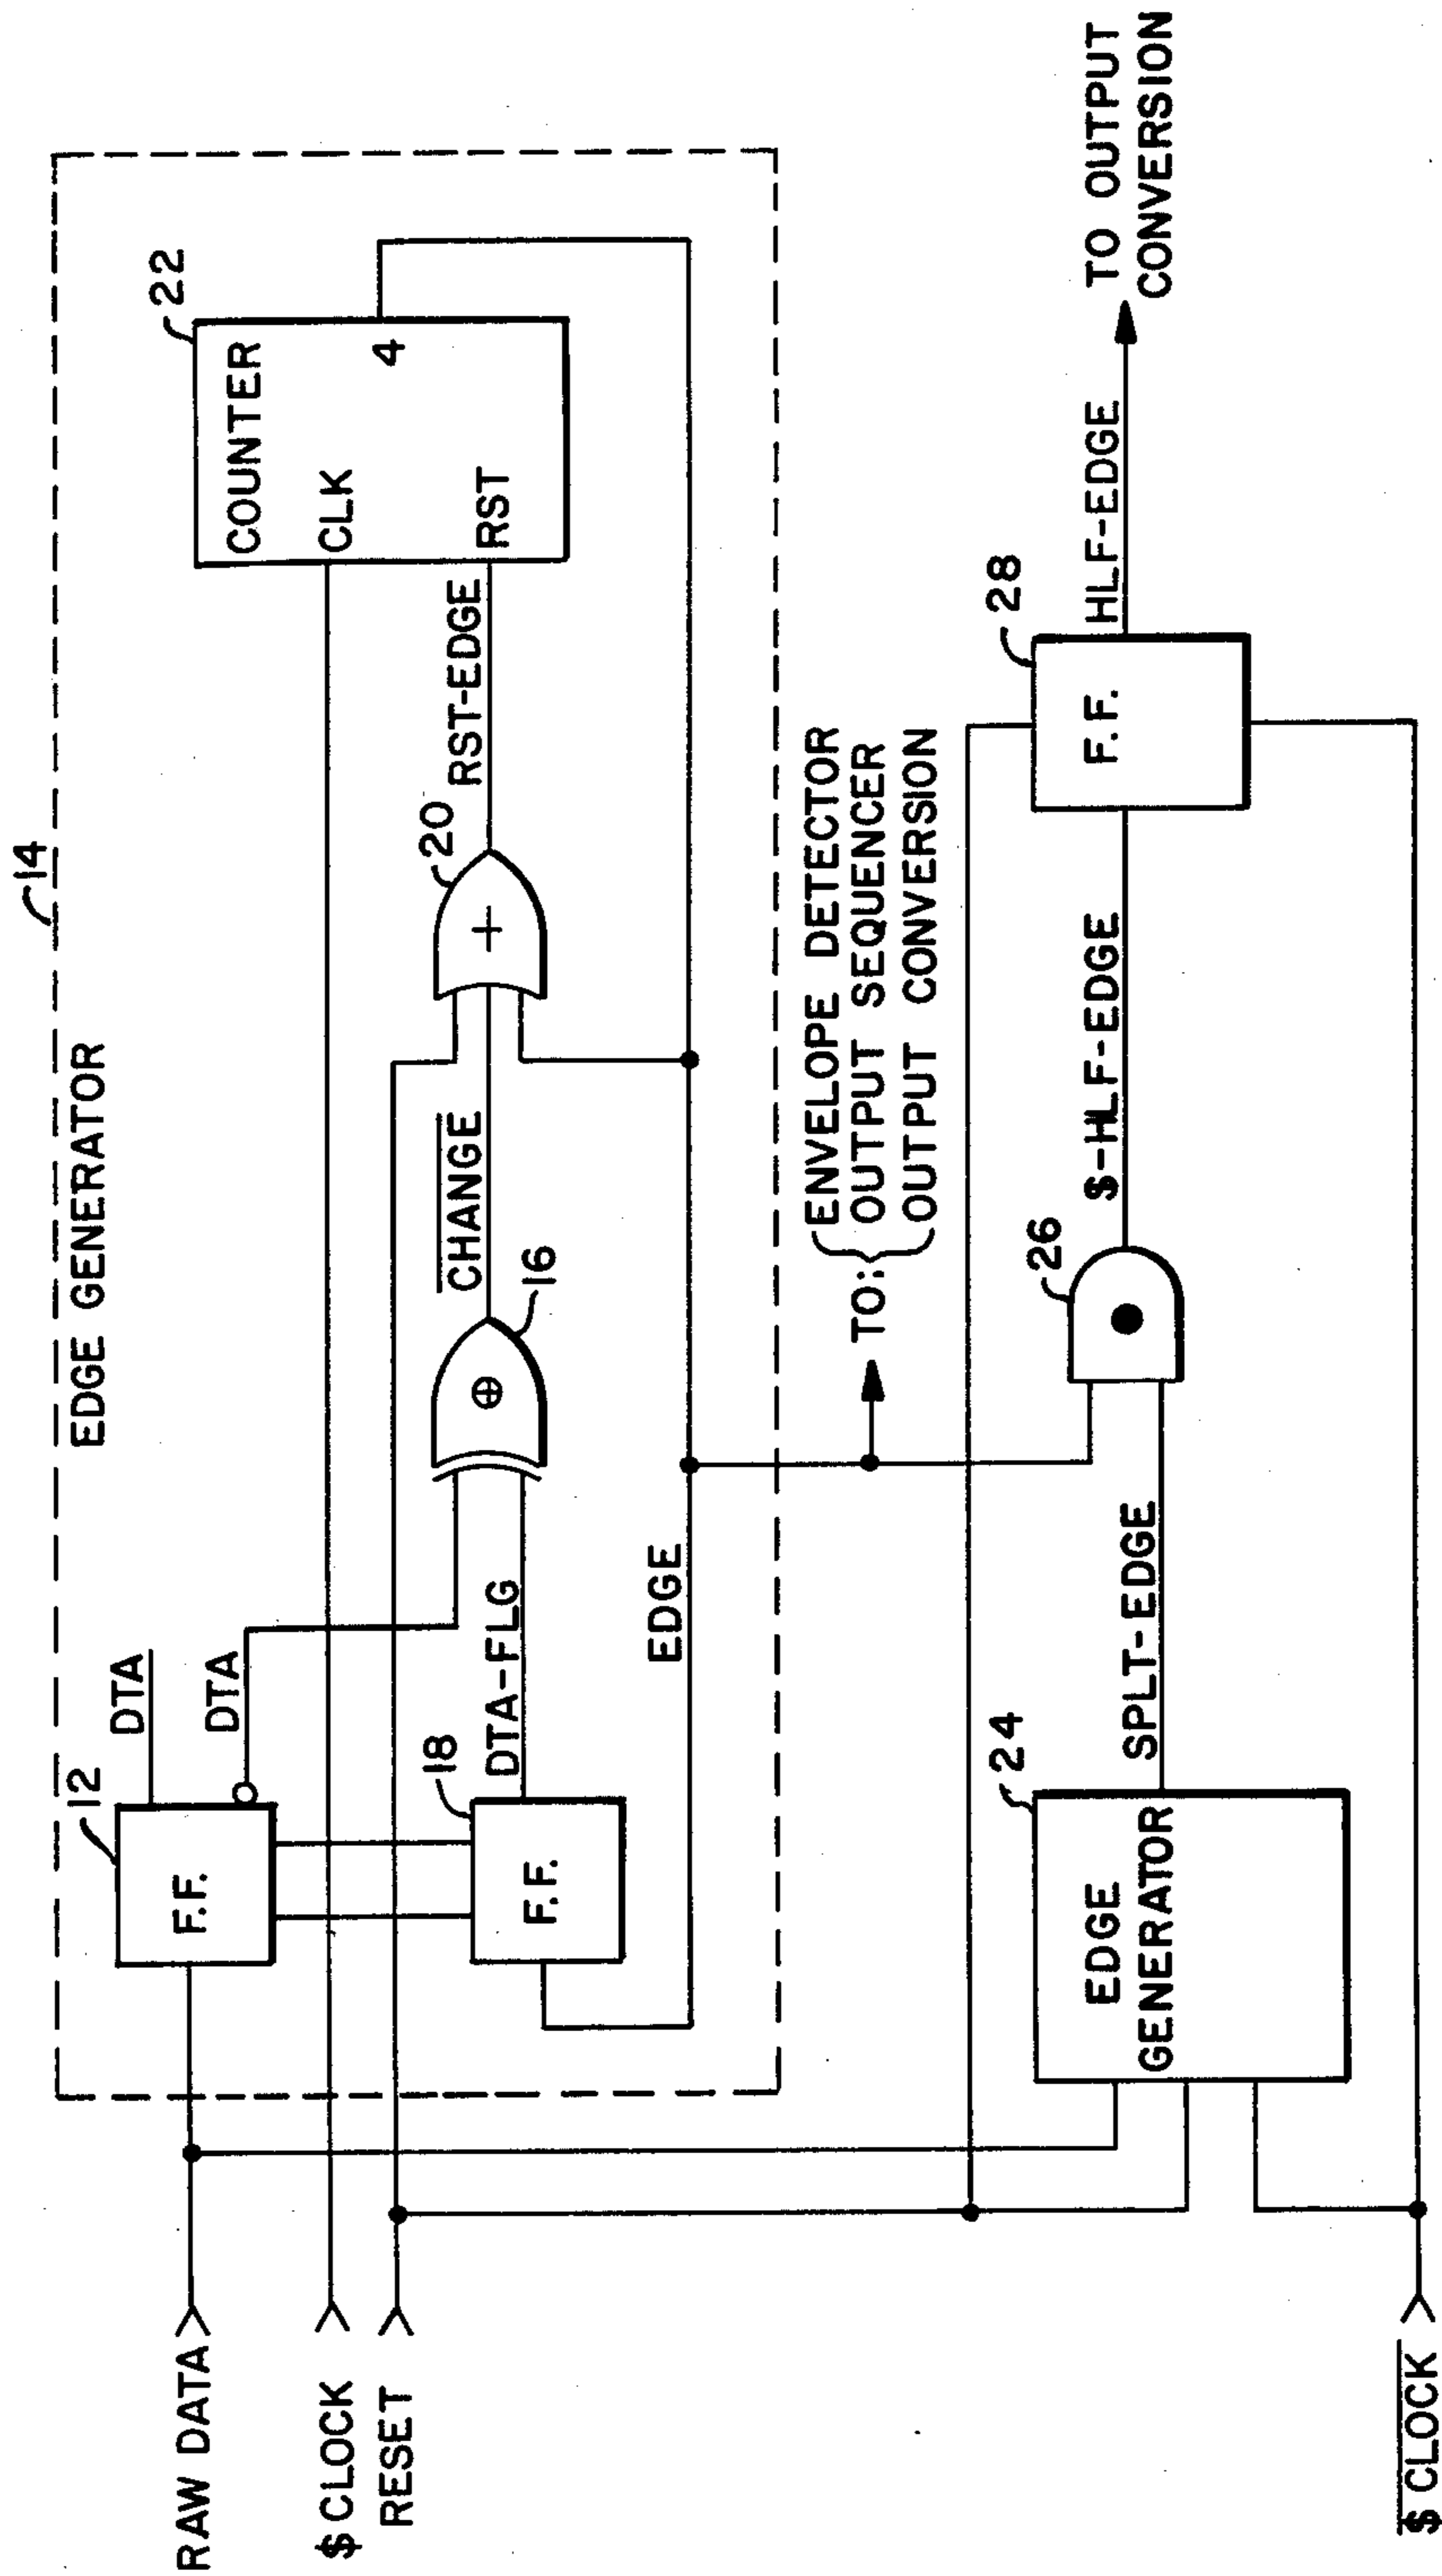 14
EDGE GENERATOR
12
F.F.
DTA
DTA
22
COUNTER
CLK
4
RST
RAW DATA
$ CLOCK
RESET
18
F.F.
DTA-FLG
16
C̅H̅A̅N̅G̅E̅
20
RST-EDGE
EDGE
TO:
ENVELOPE DETECTOR
OUTPUT SEQUENCER
OUTPUT CONVERSION
24
EDGE
GENERATOR
SPLT-EDGE
26
$-HLF-EDGE
28
F.F.
HLF-EDGE
TO OUTPUT
CONVERSION
$̅ ̅C̅L̅O̅C̅K̅